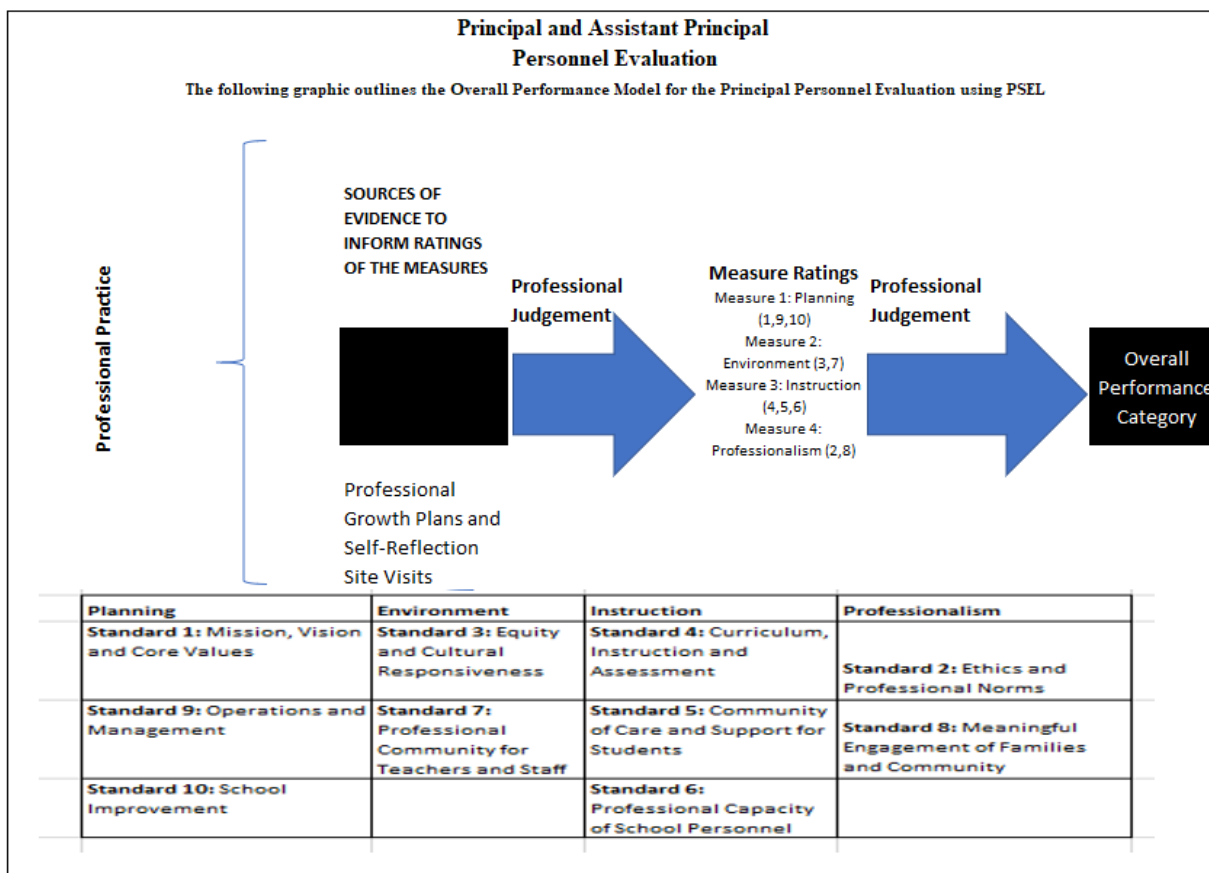 Principal and Assistant Principal
Personnel Evaluation
The following graphic outlines the Overall Performance Model for the Principal Personnel Evaluation using PSEL
Professional Practice
SOURCES OF
EVIDENCE TO
INFORM RATINGS
OF THE MEASURES
Professional
Growth Plans and
Self-Reflection
Site Visits
Professional
Judgement
Measure Ratings
Measure 1: Planning
(1,9,10)
Measure 2:
Environment (3,7)
Measure 3: Instruction
(4,5,6)
Measure 4:
Professionalism (2,8)
Professional
Judgement
Overall
Performance
Category
Planning
Environment
Instruction
Professionalism
Standard 1: Mission, Vision
and Core Values
Standard 3: Equity
and Cultural
Responsiveness
Standard 4: Curriculum,
Instruction and
Assessment
Standard 2: Ethics and
Professional Norms
Standard 9: Operations and
Management
Standard 7:
Professional
Community for
Teachers and Staff
Standard 5: Community
of Care and Support for
Students
Standard 8: Meaningful
Engagement of Families
and Community
Standard 10: School
Improvement
Standard 6:
Professional Capacity
of School Personnel